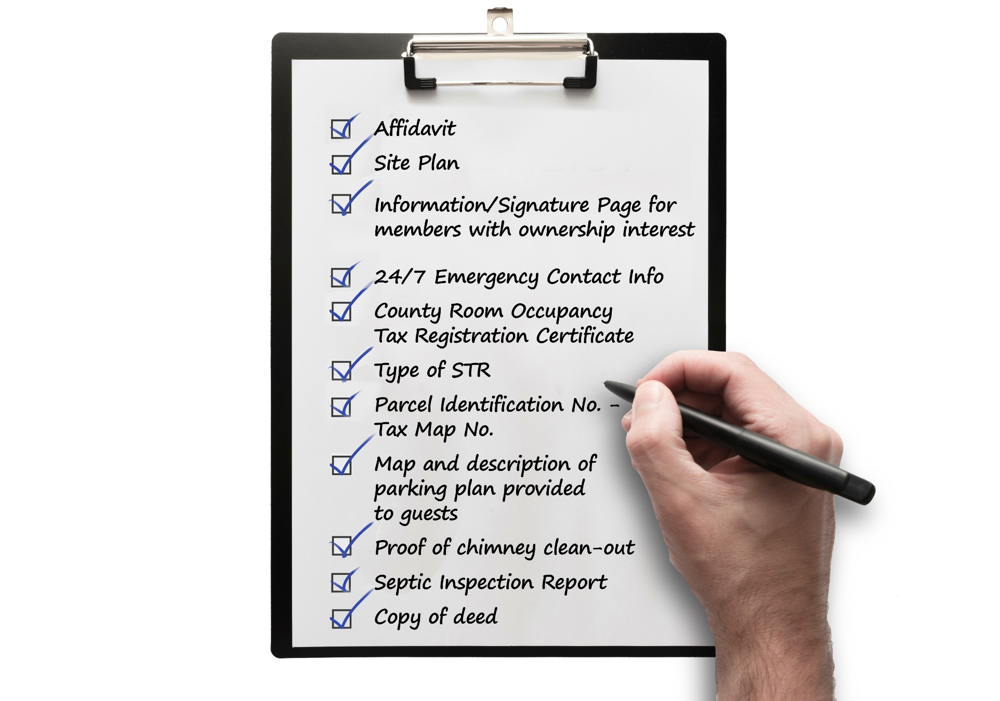 Affidavit
Site Plan
Information/Signature Page for
members with ownership interest
24/7 Emergency Contact Info
County Room Occupancy
Tax Registration Certificate
Type of STR
Parcel Identification No. -
Tax Map No.
Map and description of
parking plan provided
to guests
Proof of chimney clean-out
Septic Inspection Report
Copy of deed